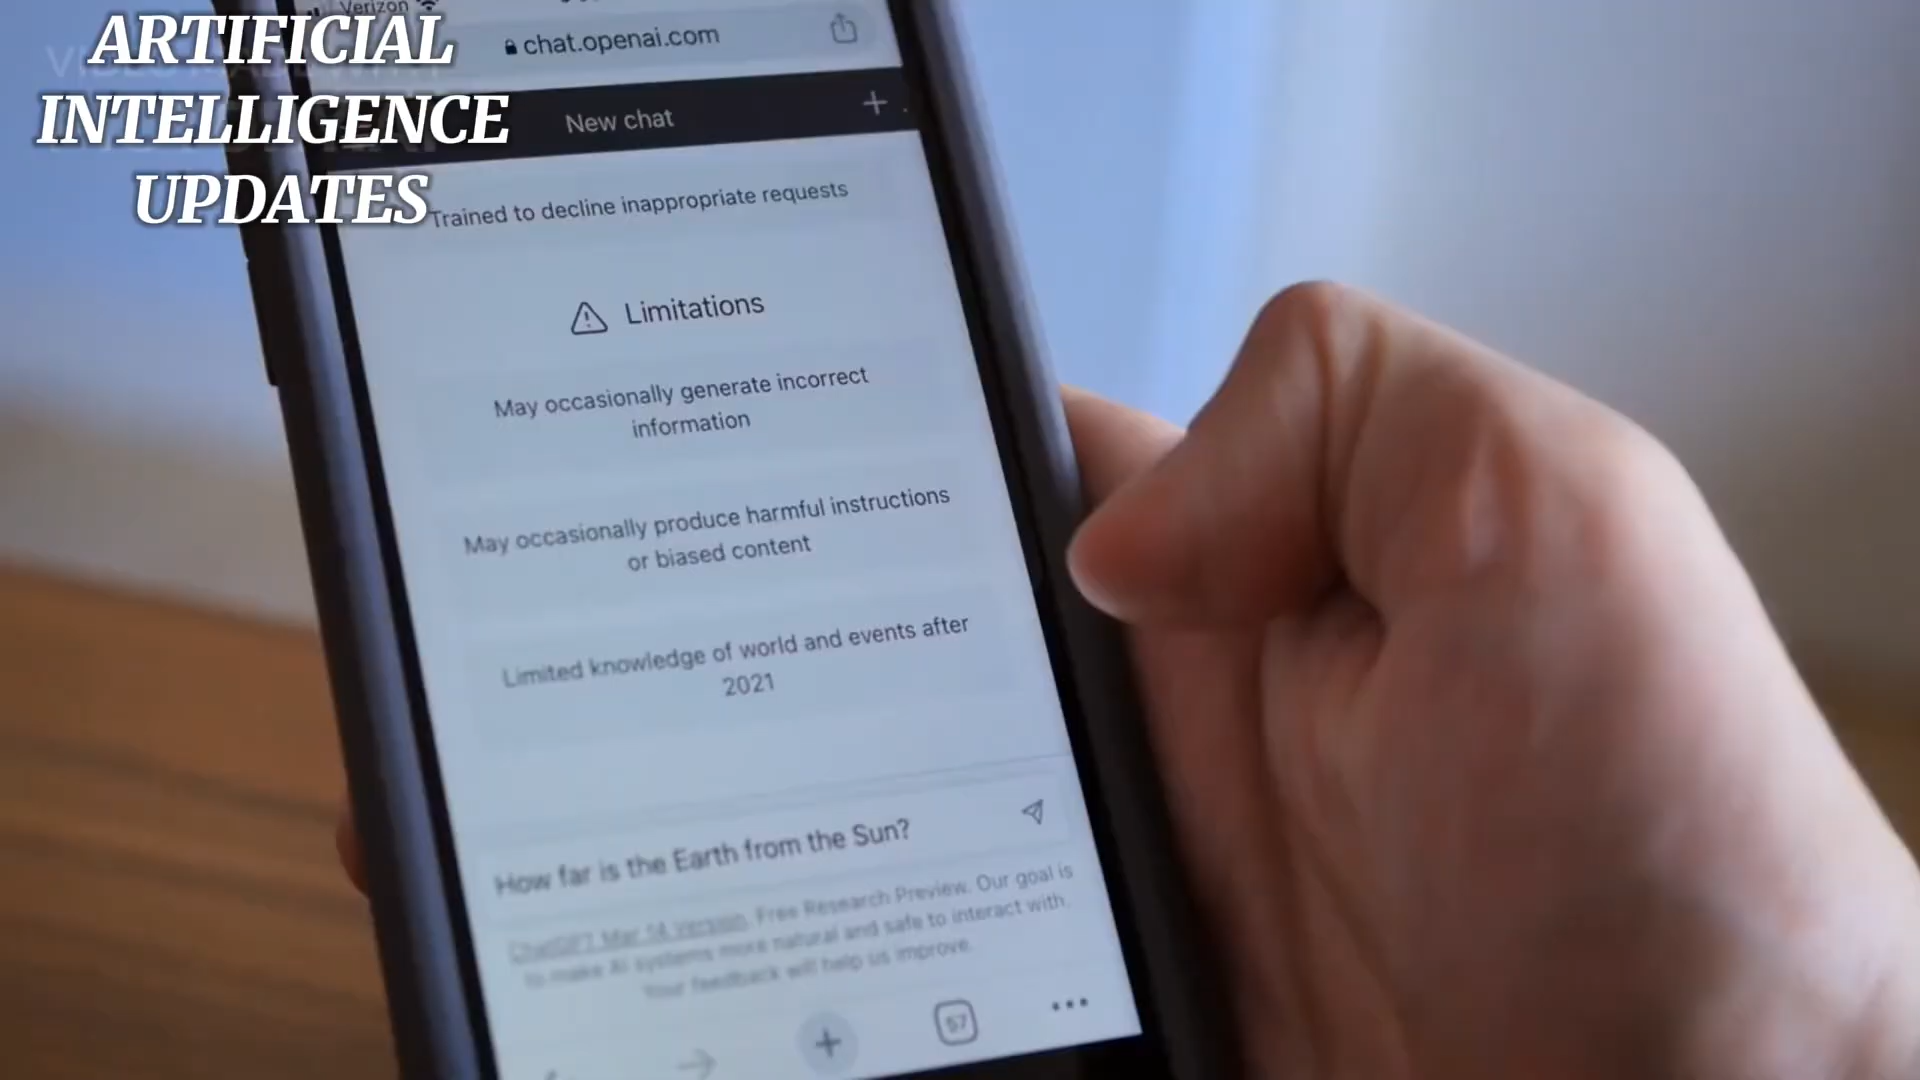 Verizon
chat.openai.com
ARTIFICIAL
INTELLIGENCE
UPDATES
New chat
Trained to decline inappropriate requests
Limitations
May occasionally generate incorrect
information
May occasionally produce harmful instructions
or biased content
Limited knowledge of world and events after
2021
How far is the Earth from the Sun?
ChatGPT Mar 14 Version. Free Research Preview. Our goal is
to make AI systems more natural and safe to interact with.
Your feedback will help us improve.
57